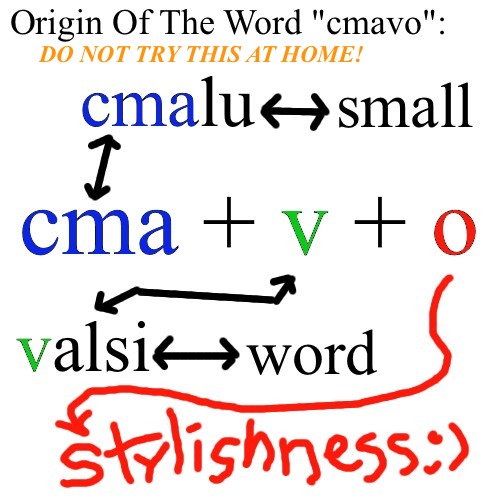 Origin Of The Word "cmavo":
DO NOT TRY THIS AT HOME!
cmalu small
cma + v + o
valsi word
stylishness:)